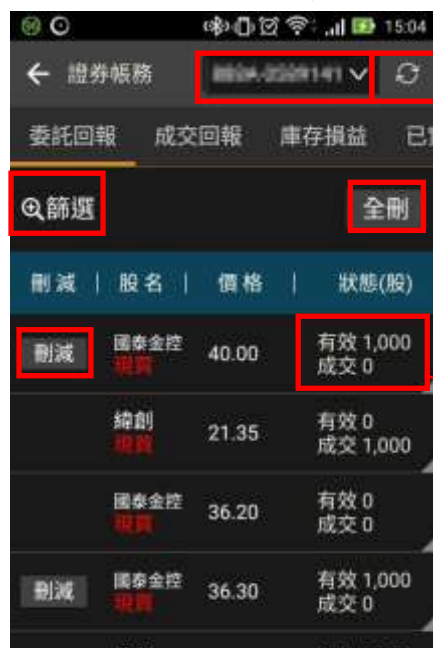 15:04
證券帳務
委託回報 成交回報 庫存損益 已
篩選 全刪
刪減 | 股名 | 價格 | 狀態(股)
刪減 國泰金控 現買 40.00 有效 1,000
成交 0
緯創 現買 21.35 有效 0
成交 1,000
國泰金控 現買 36.20 有效 0
成交 0
刪減 國泰金控 現買 36.30 有效 1,000
成交 0